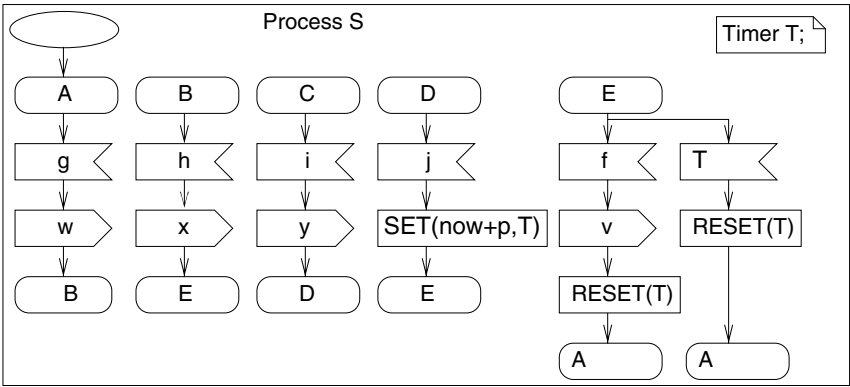 Process S
Timer T;
A B C D E
g h i j f T
w x y SET(now+p,T) v RESET(T)
B E D E RESET(T)
A A